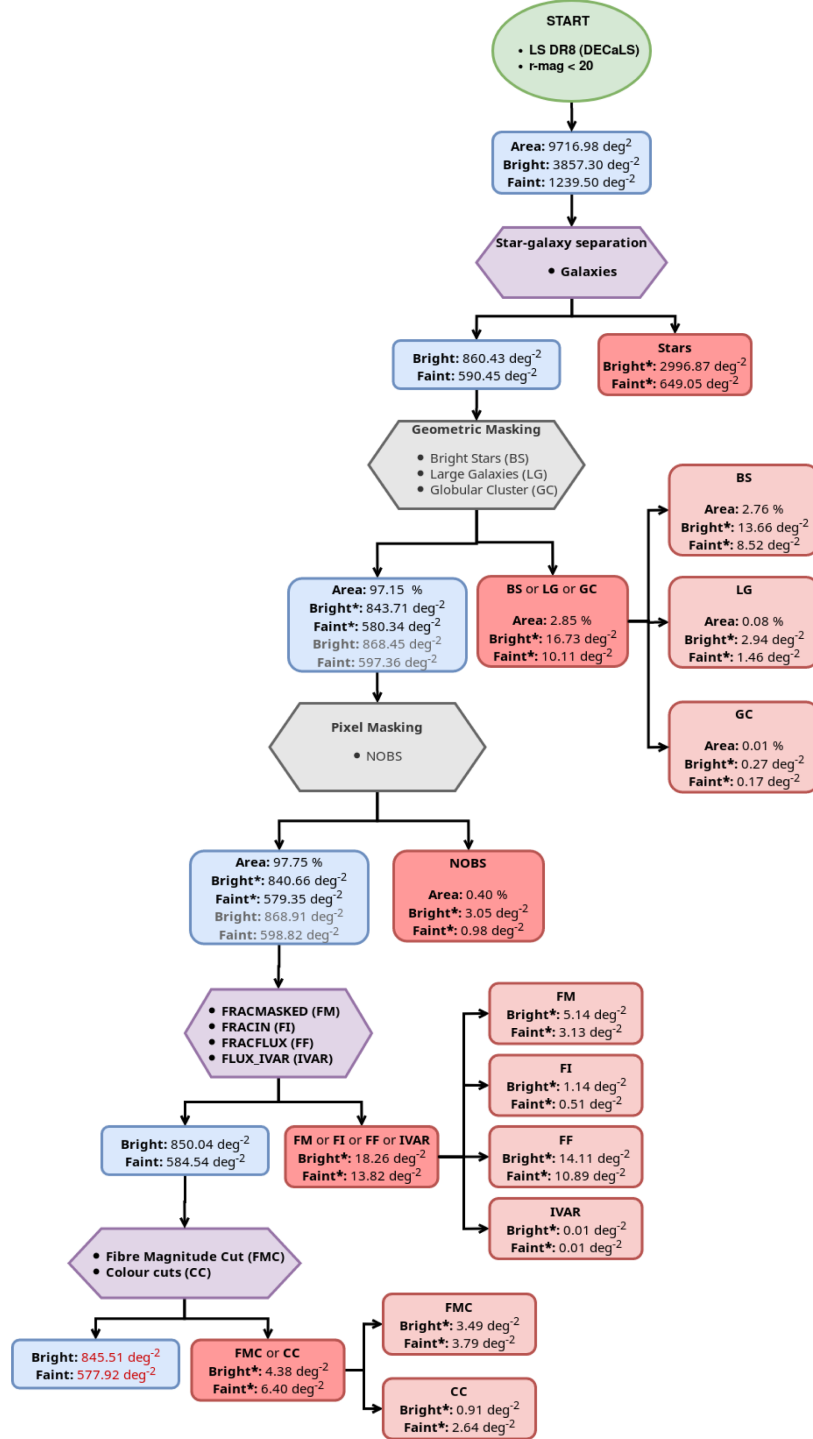 START
• LS DR8 (DECaLS)
• r-mag < 20
Area: 9716.98 deg²
Bright: 3857.30 deg⁻²
Faint: 1239.50 deg⁻²
Star-galaxy separation
• Galaxies
Bright: 860.43 deg⁻²
Faint: 590.45 deg⁻²
Stars
Bright*: 2996.87 deg⁻²
Faint*: 649.05 deg⁻²
Geometric Masking
• Bright Stars (BS)
• Large Galaxies (LG)
• Globular Cluster (GC)
BS
Area: 2.76 %
Bright*: 13.66 deg⁻²
Faint*: 8.52 deg⁻²
Area: 97.15 %
Bright*: 843.71 deg⁻²
Faint*: 580.34 deg⁻²
Bright: 868.45 deg⁻²
Faint: 597.36 deg⁻²
BS or LG or GC
Area: 2.85 %
Bright*: 16.73 deg⁻²
Faint*: 10.11 deg⁻²
LG
Area: 0.08 %
Bright*: 2.94 deg⁻²
Faint*: 1.46 deg⁻²
GC
Area: 0.01 %
Bright*: 0.27 deg⁻²
Faint*: 0.17 deg⁻²
Pixel Masking
• NOBS
Area: 97.75 %
Bright*: 840.66 deg⁻²
Faint*: 579.35 deg⁻²
Bright: 868.91 deg⁻²
Faint: 598.82 deg⁻²
NOBS
Area: 0.40 %
Bright*: 3.05 deg⁻²
Faint*: 0.98 deg⁻²
• FRACMASKED (FM)
• FRACIN (FI)
• FRACFLUX (FF)
• FLUX_IVAR (IVAR)
FM
Bright*: 5.14 deg⁻²
Faint*: 3.13 deg⁻²
FI
Bright*: 1.14 deg⁻²
Faint*: 0.51 deg⁻²
Bright: 850.04 deg⁻²
Faint: 584.54 deg⁻²
FM or FI or FF or IVAR
Bright*: 18.26 deg⁻²
Faint*: 13.82 deg⁻²
FF
Bright*: 14.11 deg⁻²
Faint*: 10.89 deg⁻²
IVAR
Bright*: 0.01 deg⁻²
Faint*: 0.01 deg⁻²
• Fibre Magnitude Cut (FMC)
• Colour cuts (CC)
Bright: 845.51 deg⁻²
Faint: 577.92 deg⁻²
FMC or CC
Bright*: 4.38 deg⁻²
Faint*: 6.40 deg⁻²
FMC
Bright*: 3.49 deg⁻²
Faint*: 3.79 deg⁻²
CC
Bright*: 0.91 deg⁻²
Faint*: 2.64 deg⁻²